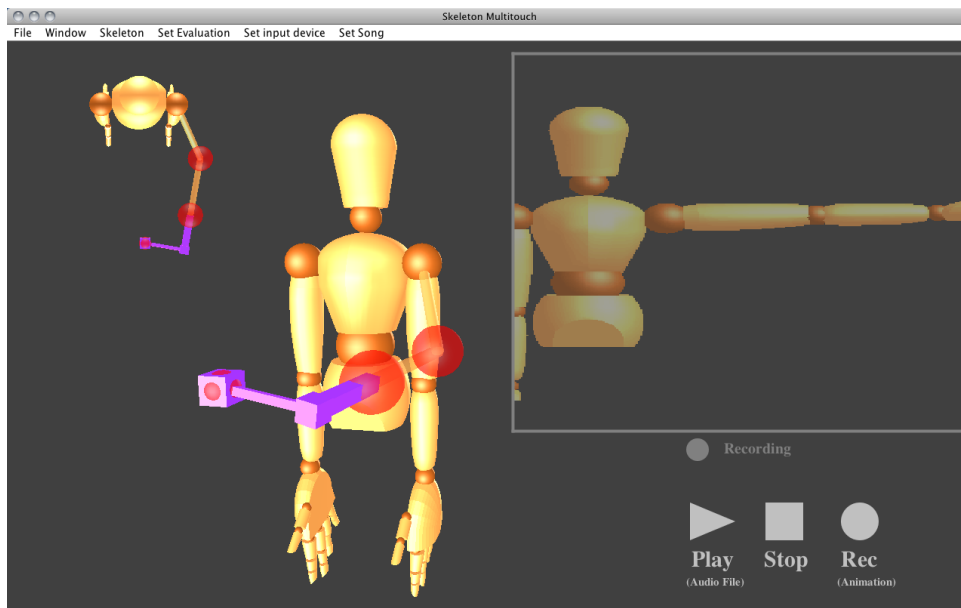 Skeleton Multitouch
File Window Skeleton Set Evaluation Set input device Set Song
Recording
Play Stop Rec
(Audio File) (Animation)